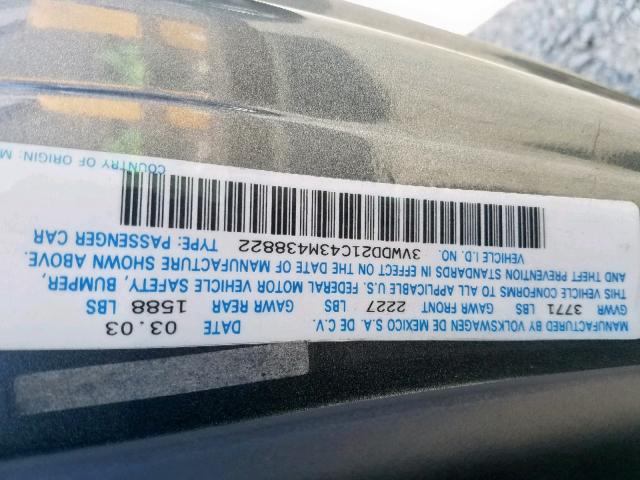 MANUFACTURED BY VOLKSWAGEN DE MEXICO S.A. DE C.V. DATE 03.03
GVWR 3771 LBS GAWR FRONT 2227 LBS GAWR REAR 1588 LBS
THIS VEHICLE CONFORMS TO ALL APPLICABLE U.S. FEDERAL MOTOR VEHICLE SAFETY, BUMPER,
AND THEFT PREVENTION STANDARDS IN EFFECT ON THE DATE OF MANUFACTURE SHOWN ABOVE.
VEHICLE I.D. NO. 3VWDD21C43M438822 TYPE: PASSENGER CAR
COUNTRY OF ORIGIN: M